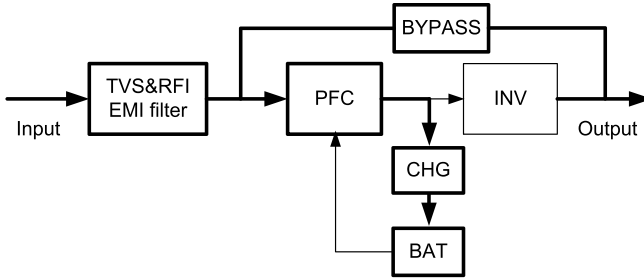 BYPASS
TVS&RFI
EMI filter
PFC
INV
Input
Output
CHG
BAT